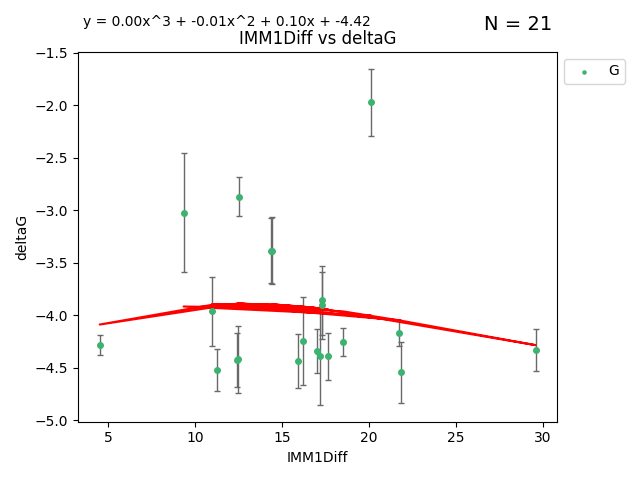 y = 0.00x^3 + -0.01x^2 + 0.10x + -4.42
N = 21
IMM1Diff vs deltaG
G
−1.5
−2.0
−2.5
−3.0
−3.5
−4.0
−4.5
−5.0
deltaG
5 10 15 20 25 30
IMM1Diff